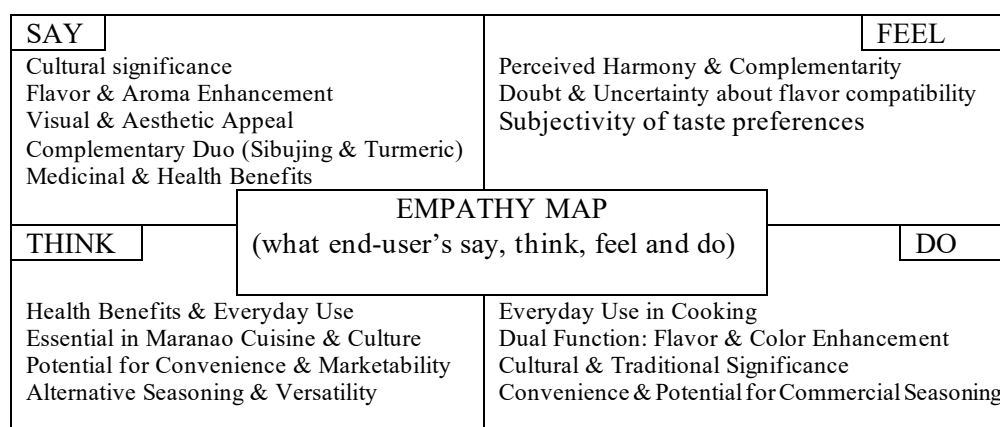 SAY
Cultural significance
Flavor & Aroma Enhancement
Visual & Aesthetic Appeal
Complementary Duo (Sibujing & Turmeric)
Medicinal & Health Benefits
FEEL
Perceived Harmony & Complementarity
Doubt & Uncertainty about flavor compatibility
Subjectivity of taste preferences
EMPATHY MAP
(what end-user’s say, think, feel and do)
THINK
Health Benefits & Everyday Use
Essential in Maranao Cuisine & Culture
Potential for Convenience & Marketability
Alternative Seasoning & Versatility
DO
Everyday Use in Cooking
Dual Function: Flavor & Color Enhancement
Cultural & Traditional Significance
Convenience & Potential for Commercial Seasoning